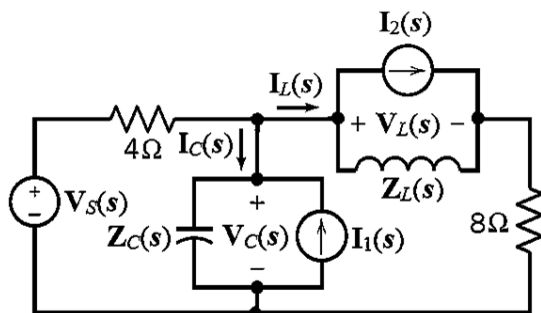 I2(s)
IL(s)
+ VL(s) −
4Ω
IC(s)
ZL(s)
+
−
VS(s)
+
ZC(s)
VC(s)
I1(s)
8Ω
−